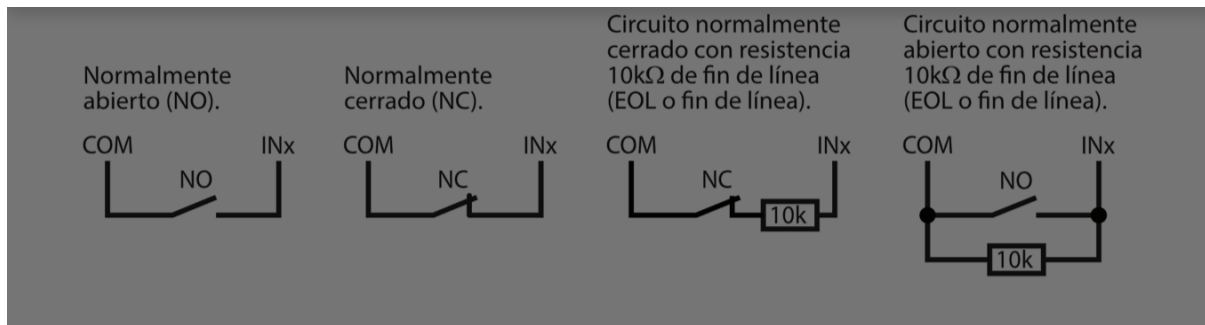 Normalmente
abierto (NO).
COM
INx
NO
Normalmente
cerrado (NC).
COM
INx
NC
Circuito normalmente
cerrado con resistencia
10kΩ de fin de línea
(EOL o fin de línea).
COM
INx
NC
10k
Circuito normalmente
abierto con resistencia
10kΩ de fin de línea
(EOL o fin de línea).
COM
INx
NO
10k